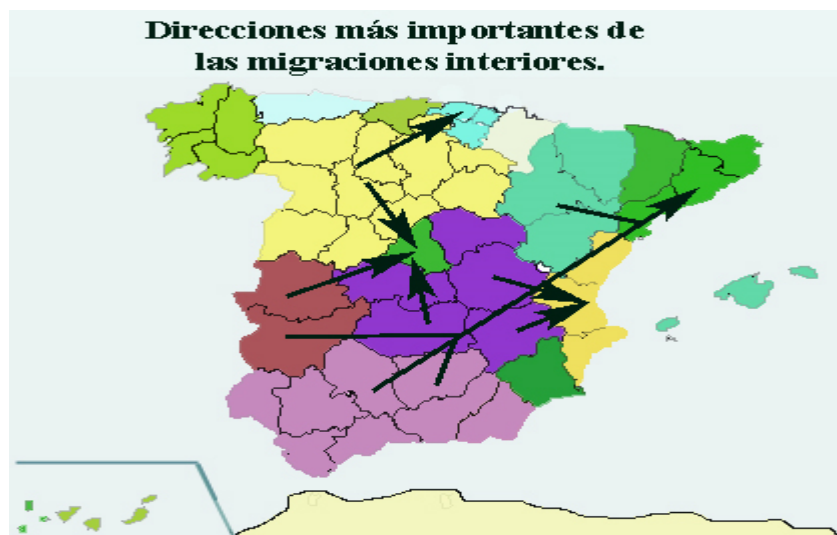 Direcciones más importantes de
las migraciones interiores.